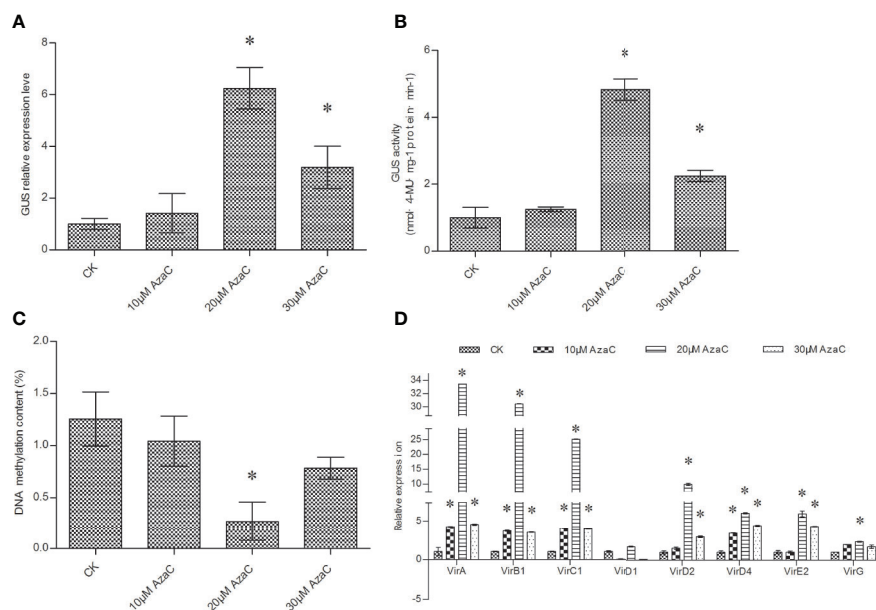 A
GUS relative expression leve
8
6
4
2
0
CK
10μM AzaC
20μM AzaC
30μM AzaC
*
*
B
GUS activity
(nmol· 4-MU· mg-1 protein· min-1)
6
4
2
0
CK
10μM AzaC
20μM AzaC
30μM AzaC
*
*
C
DNA methylation content (%)
2.0
1.5
1.0
0.5
0.0
CK
10μM AzaC
20μM AzaC
30μM AzaC
*
D
CK 10μM AzaC 20μM AzaC 30μM AzaC
Relative expression
34
30
25
20
15
10
5
0
-5
* * *
* * *
* * *
* *
* * *
* *
*
VirA VirB1 VirC1 VirD1 VirD2 VirD4 VirE2 VirG